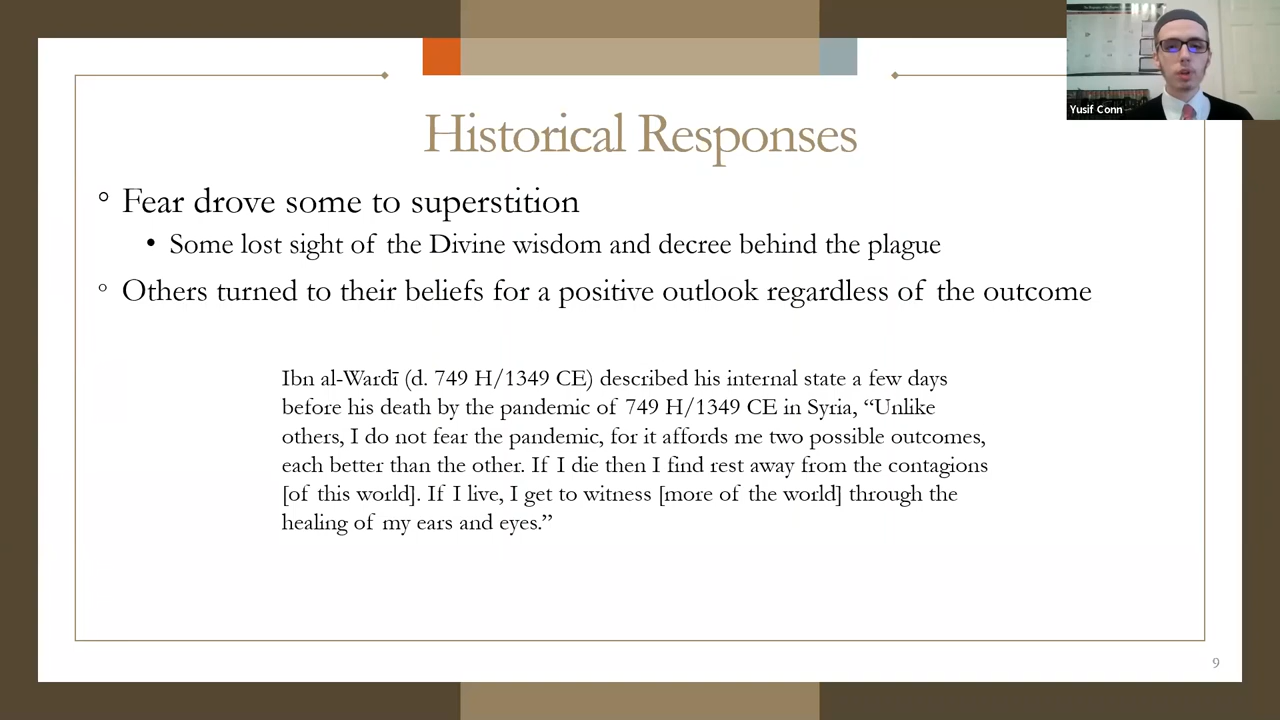 Yusif Conn
Historical Responses
° Fear drove some to superstition
• Some lost sight of the Divine wisdom and decree behind the plague
° Others turned to their beliefs for a positive outlook regardless of the outcome
Ibn al-Wardī (d. 749 H/1349 CE) described his internal state a few days
before his death by the pandemic of 749 H/1349 CE in Syria, “Unlike
others, I do not fear the pandemic, for it affords me two possible outcomes,
each better than the other. If I die then I find rest away from the contagions
[of this world]. If I live, I get to witness [more of the world] through the
healing of my ears and eyes.”
9